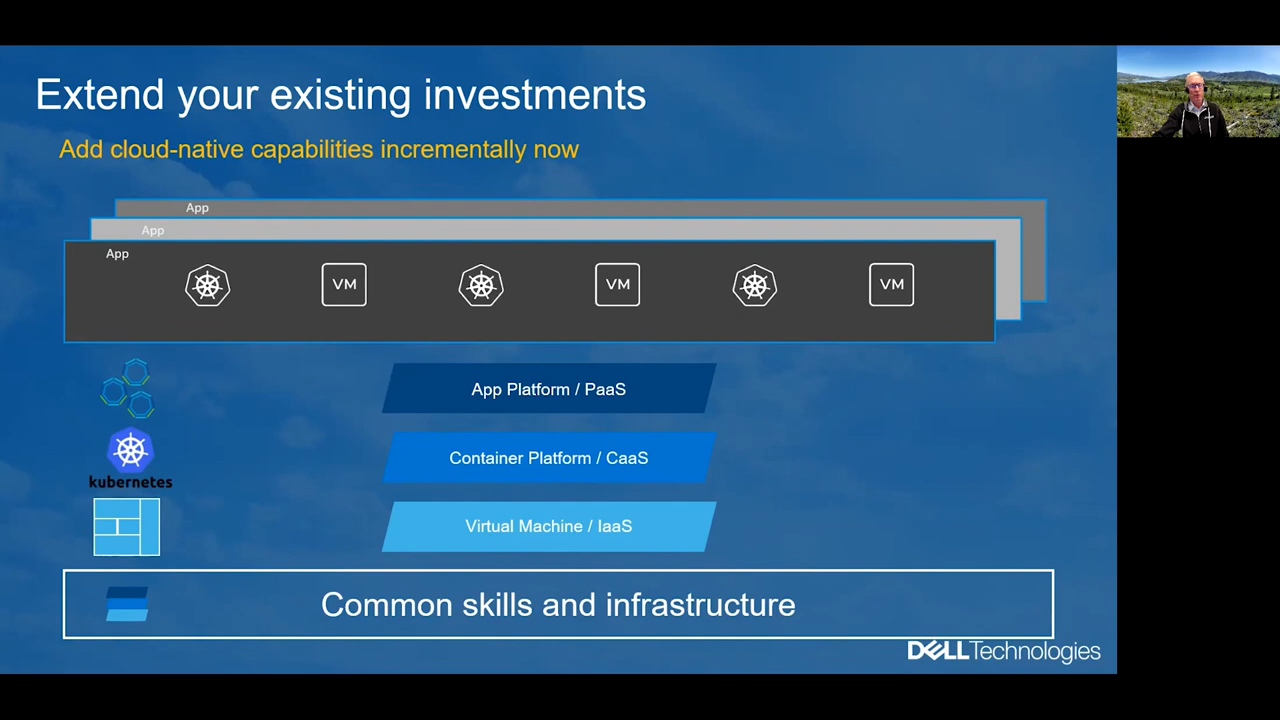 Extend your existing investments
Add cloud-native capabilities incrementally now
App
App
App
VM
VM
VM
App Platform / PaaS
Container Platform / CaaS
kubernetes
Virtual Machine / IaaS
Common skills and infrastructure
DELLTechnologies